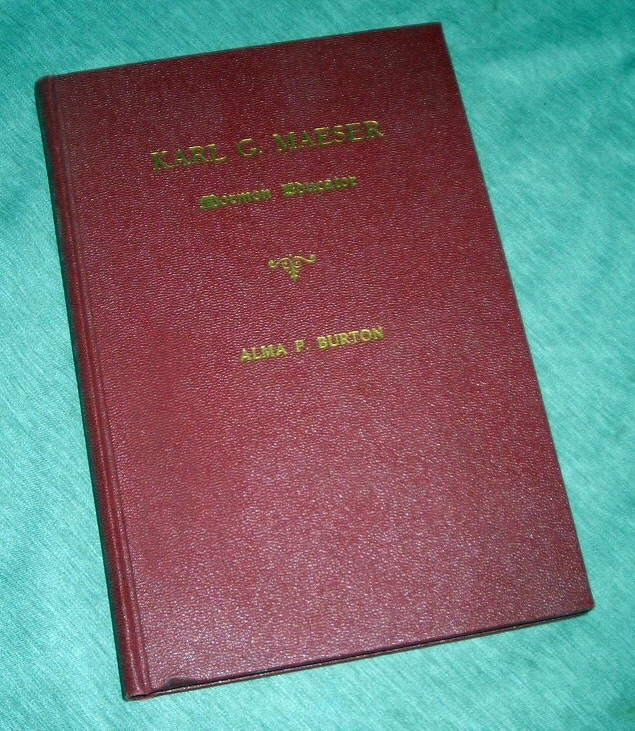 KARL G. MAESER
Mormon Educator
ALMA P. BURTON